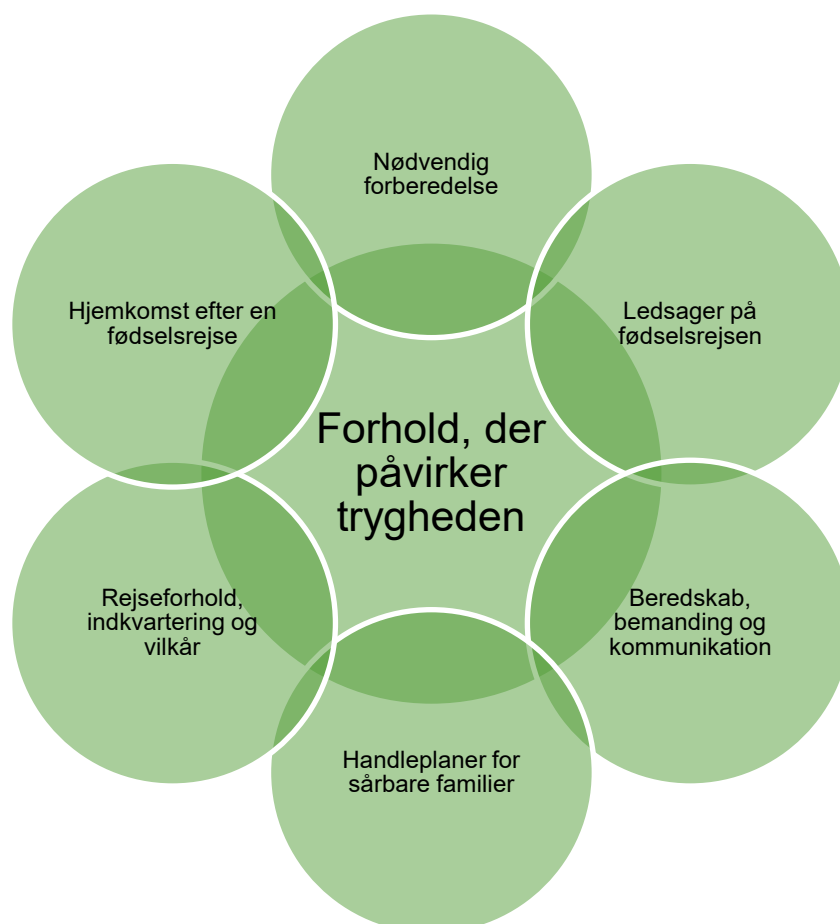 Nødvendig
forberedelse
Hjemkomst efter en
fødselsrejse
Ledsager på
fødselsrejsen
Forhold, der
påvirker
trygheden
Rejseforhold,
indkvartering og
vilkår
Beredskab,
bemanding og
kommunikation
Handleplaner for
sårbare familier